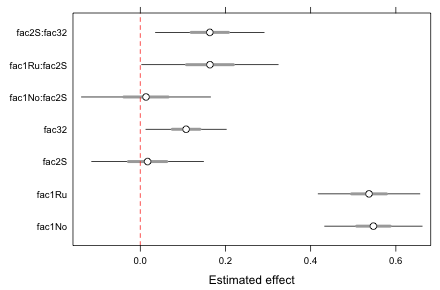 fac2S:fac32
fac1Ru:fac2S
fac1No:fac2S
fac32
fac2S
fac1Ru
fac1No
0.0 0.2 0.4 0.6
Estimated effect